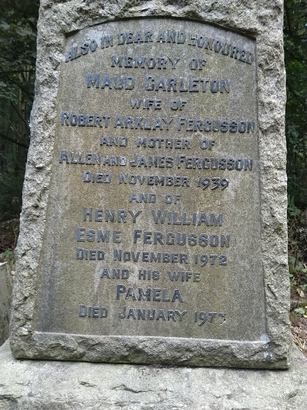 ALSO IN DEAR AND HONOURED
MEMORY OF
MAUD CARLETON
WIFE OF
ROBERT ARKLAY FERGUSSON
AND MOTHER OF
ALLEN AND JAMES FERGUSSON
DIED NOVEMBER 1939
AND OF
HENRY WILLIAM
ESME FERGUSSON
DIED NOVEMBER 1972
AND HIS WIFE
PAMELA
DIED JANUARY